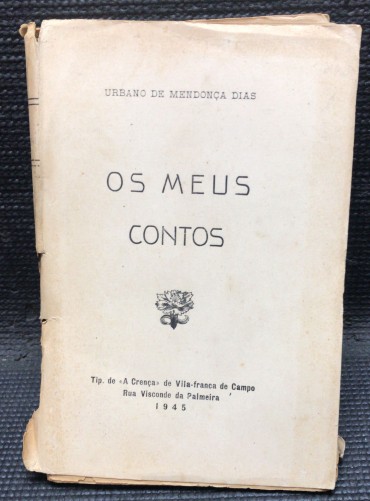 URBANO DE MENDONÇA DIAS
OS MEUS
CONTOS
Tip. de «A Crença» de Vila-franca de Campo
Rua Visconde da Palmeira
1945